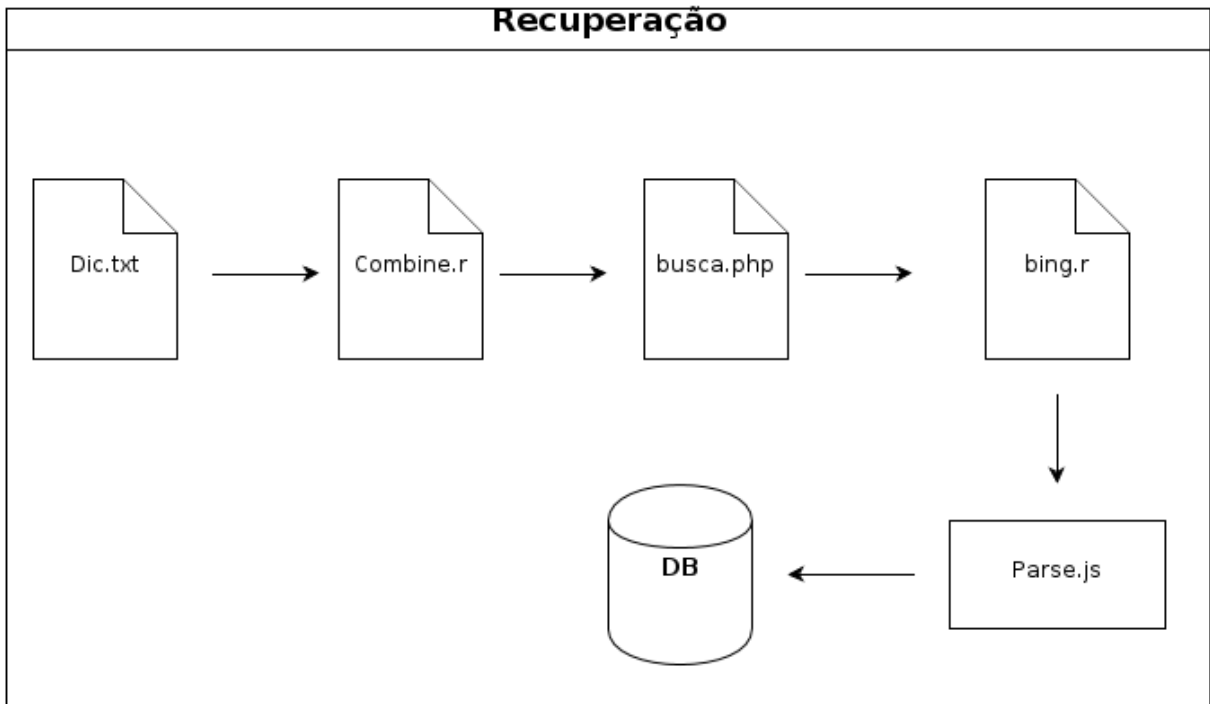 Recuperação
Dic.txt
Combine.r
busca.php
bing.r
Parse.js
DB